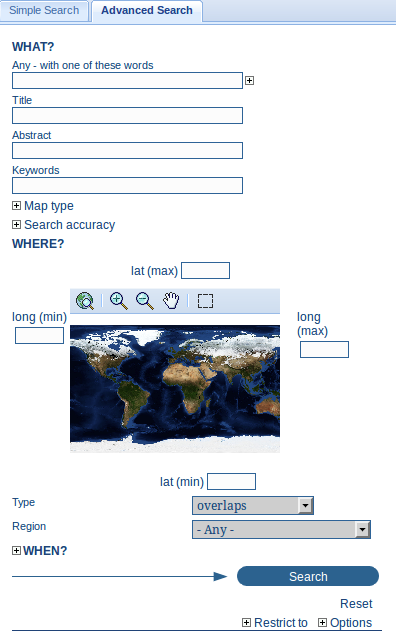 Simple Search Advanced Search
WHAT?
Any - with one of these words
Title
Abstract
Keywords
Map type
Search accuracy
WHERE?
lat (max)
long (min) long
(max)
lat (min)
Type overlaps
Region - Any -
WHEN?
Search
Reset
Restrict to Options